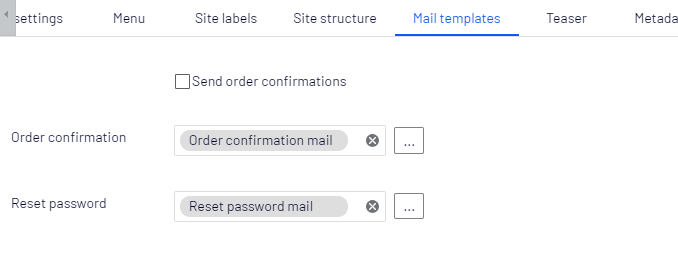 settings Menu Site labels Site structure Mail templates Teaser Metada
Send order confirmations
Order confirmation Order confirmation mail ...
Reset password Reset password mail ...